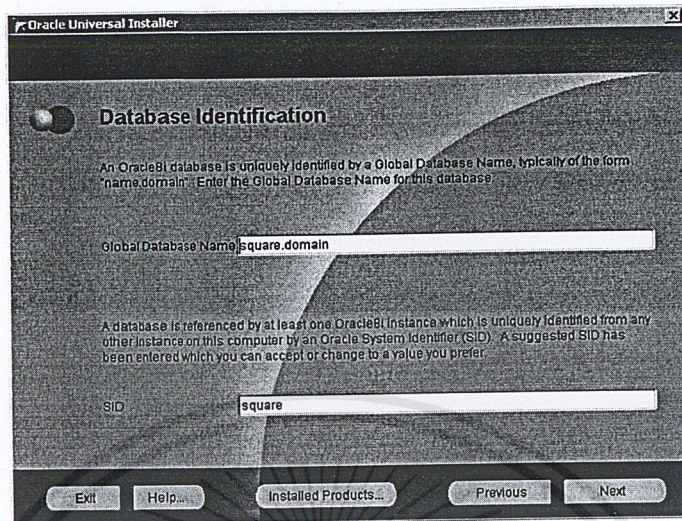 Oracle Universal Installer
Database Identification
An Oracle8i database is uniquely identified by a Global Database Name, typically of the form
"name.domain". Enter the Global Database Name for this database.
Global Database Name: square.domain
A database is referenced by at least one Oracle8i instance which is uniquely identified from any
other instance on this computer by an Oracle System Identifier (SID). A suggested SID has
been entered which you can accept or change to a value you prefer.
SID square
Exit Help... Installed Products... Previous Next